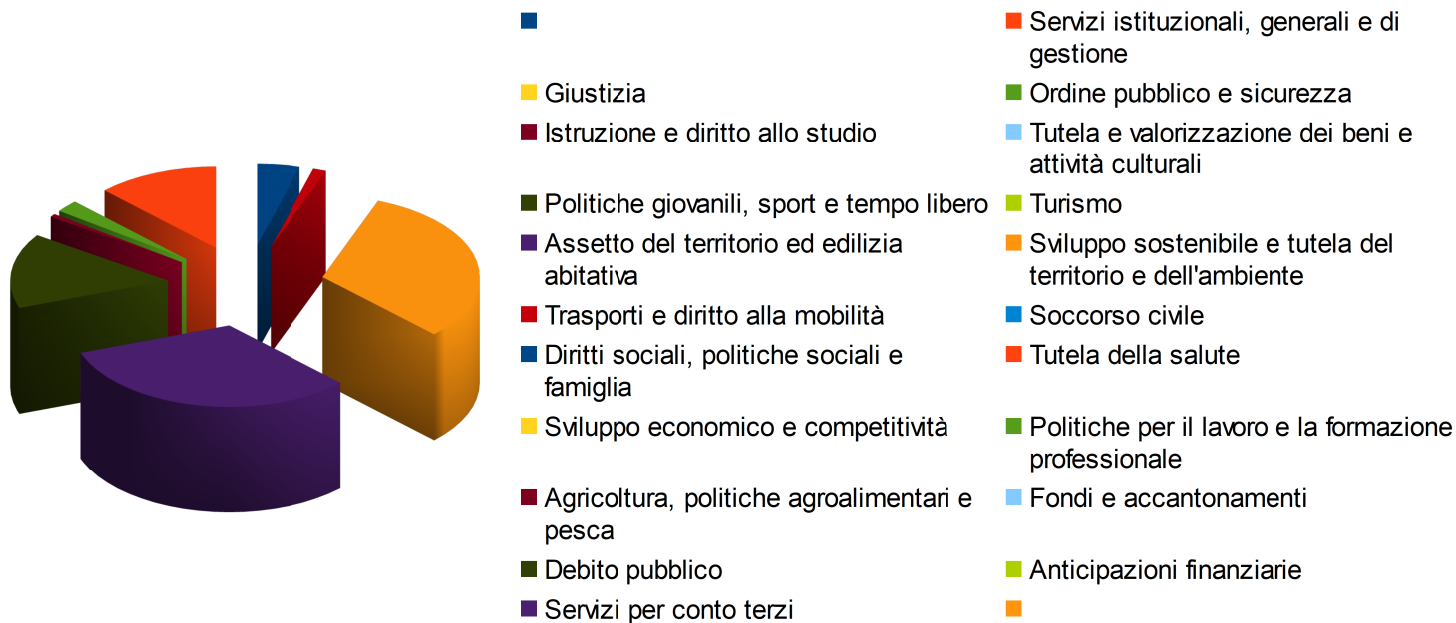 Servizi istituzionali, generali e di
gestione
Giustizia
Ordine pubblico e sicurezza
Istruzione e diritto allo studio
Tutela e valorizzazione dei beni e
attività culturali
Politiche giovanili, sport e tempo libero
Turismo
Assetto del territorio ed edilizia
abitativa
Sviluppo sostenibile e tutela del
territorio e dell'ambiente
Trasporti e diritto alla mobilità
Soccorso civile
Diritti sociali, politiche sociali e
famiglia
Tutela della salute
Sviluppo economico e competitività
Politiche per il lavoro e la formazione
professionale
Agricoltura, politiche agroalimentari e
pesca
Fondi e accantonamenti
Debito pubblico
Anticipazioni finanziarie
Servizi per conto terzi